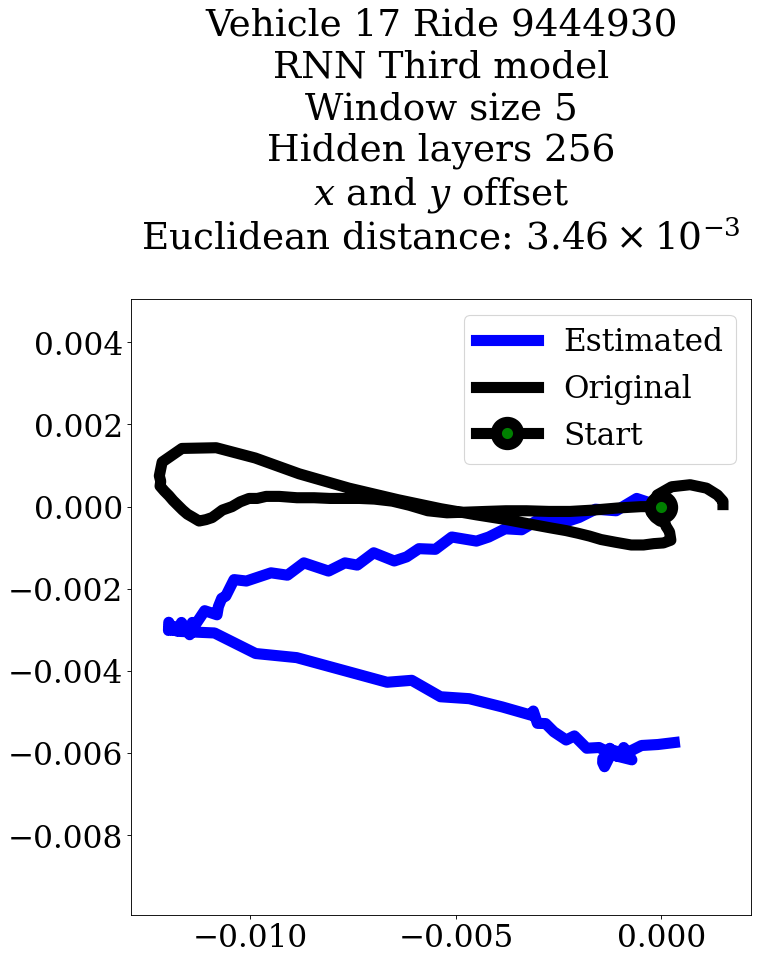 Vehicle 17 Ride 9444930
RNN Third model
Window size 5
Hidden layers 256
x and y offset
Euclidean distance: 3.46 × 10⁻³
Estimated
Original
Start
0.004
0.002
0.000
−0.002
−0.004
−0.006
−0.008
−0.010
−0.005
0.000